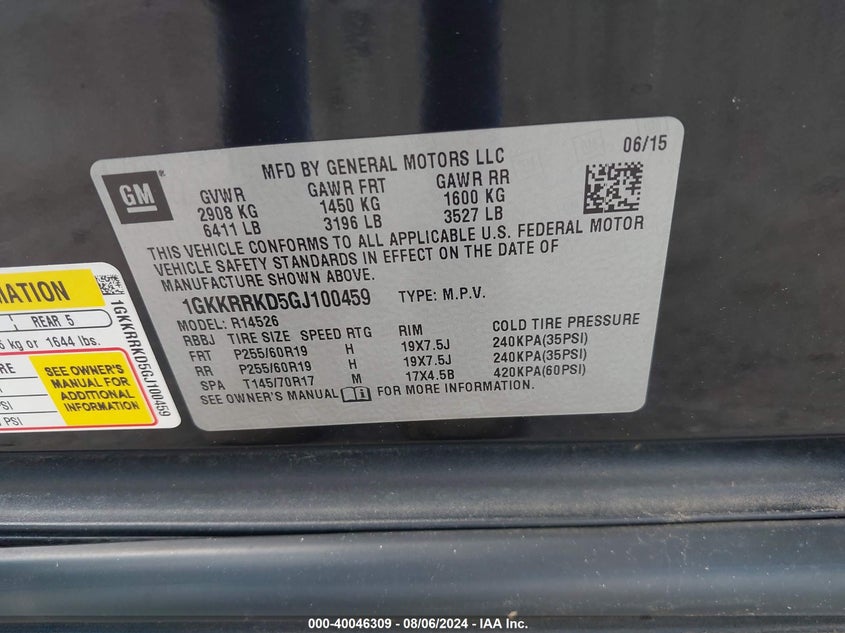 MFD BY GENERAL MOTORS LLC 06/15
GM ®
GVWR GAWR FRT GAWR RR
2908 KG 1450 KG 1600 KG
6411 LB 3196 LB 3527 LB
THIS VEHICLE CONFORMS TO ALL APPLICABLE U.S. FEDERAL MOTOR
VEHICLE SAFETY STANDARDS IN EFFECT ON THE DATE OF
MANUFACTURE SHOWN ABOVE.
1GKKRRKD5GJ100459 TYPE: M.P.V.
MODEL: R14526
RBBJ TIRE SIZE SPEED RTG RIM COLD TIRE PRESSURE
FRT P255/60R19 H 19X7.5J 240KPA(35PSI)
RR P255/60R19 H 19X7.5J 240KPA(35PSI)
SPA T145/70R17 M 17X4.5B 420KPA(60PSI)
SEE OWNER'S MANUAL FOR MORE INFORMATION.
REAR 5
kg or 1644 lbs.
SEE OWNER'S
MANUAL FOR
ADDITIONAL
INFORMATION
PSI
1GKKRRKD5GJ100459
000-40046309 - 08/06/2024 - IAA Inc.